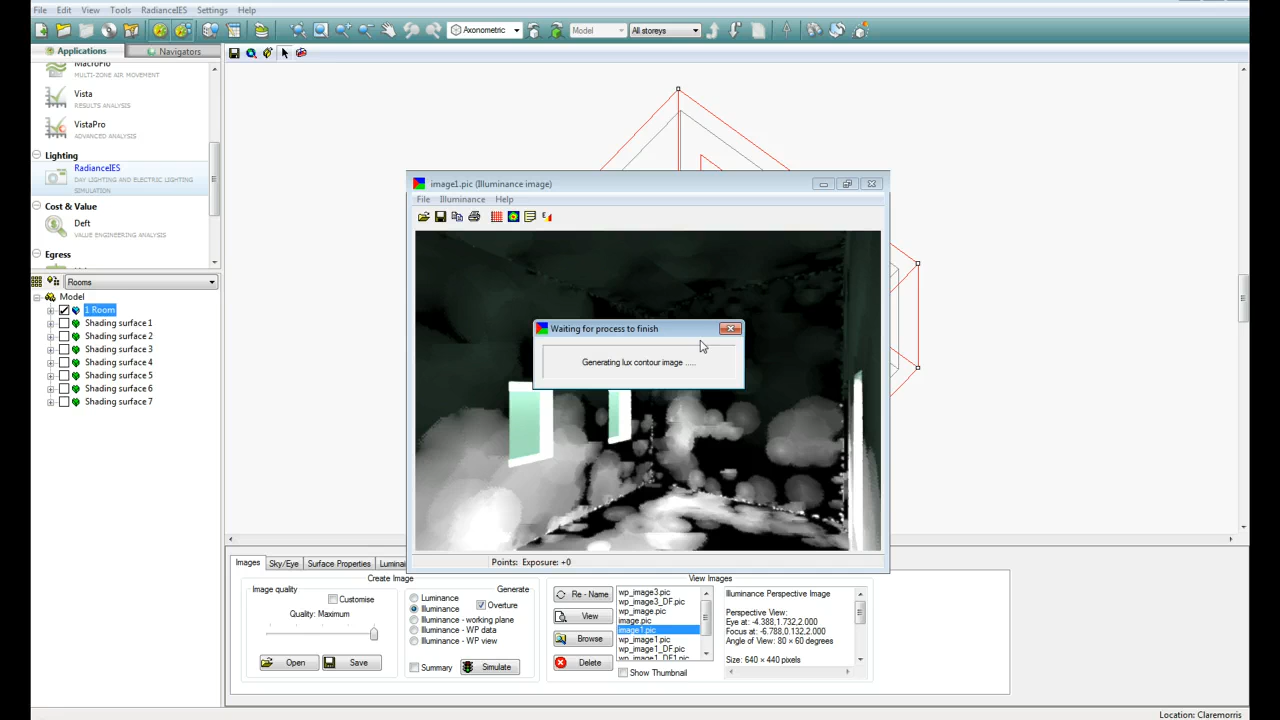 File Edit View Tools RadianceIES Settings Help
Axonometric Model All storeys
Applications Navigators
MULTI-ZONE AIR MOVEMENT
Vista
RESULTS ANALYSIS
VistaPro
ADVANCED ANALYSIS
Lighting
RadianceIES
DAY LIGHTING AND ELECTRIC LIGHTING
SIMULATION
Cost & Value
Deft
VALUE ENGINEERING ANALYSIS
Egress
Rooms
Model
1 Room
Shading surface 1
Shading surface 2
Shading surface 3
Shading surface 4
Shading surface 5
Shading surface 6
Shading surface 7
image1.pic (Illuminance image)
File Illuminance Help
Waiting for process to finish
Generating lux contour image .....
Points: Exposure: +0
Images Sky/Eye Surface Properties Luminai
Create Image
Image quality
Customise
Quality: Maximum
Open Save
Generate
Luminance
Overture
Illuminance
Illuminance - working plane
Illuminance - WP data
Illuminance - WP view
Summary Simulate
View Images
Re - Name
View
Browse
Delete
wp_image3.pic
wp_image3_DF.pic
wp_image.pic
image.pic
image1.pic
wp_image1.pic
wp_image1_DF.pic
wp_image1_DF1.pic
Show Thumbnail
Illuminance Perspective Image
Perspective View:
Eye at: -4.388,1.732,2.000
Focus at:-6.788,0.132,2.000
Angle of View: 80 × 60 degrees
Size: 640 × 440 pixels
Location: Claremorris